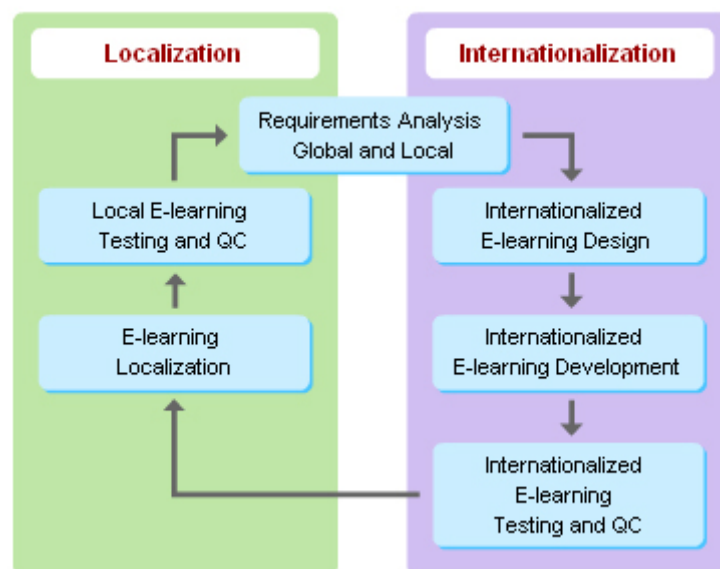 Localization
Internationalization
Requirements Analysis
Global and Local
Internationalized
E-learning Design
Internationalized
E-learning Development
Internationalized
E-learning
Testing and QC
E-learning
Localization
Local E-learning
Testing and QC